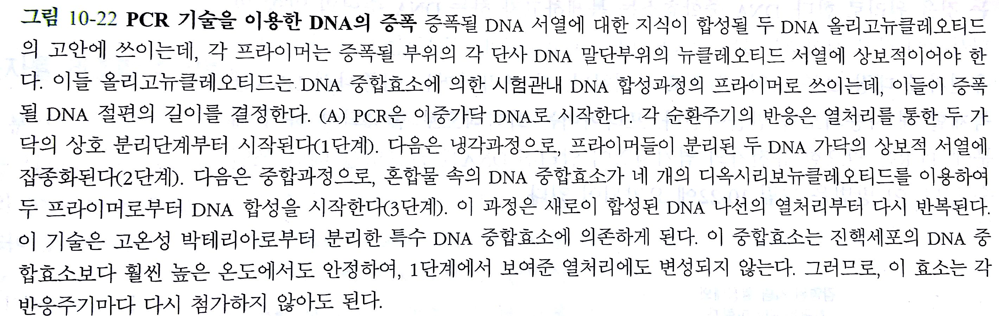 그림 10-22 PCR 기술을 이용한 DNA의 증폭 증폭될 DNA 서열에 대한 지식이 합성될 두 DNA 올리고뉴클레오티드
의 고안에 쓰이는데, 각 프라이머는 증폭될 부위의 각 단사 DNA 말단부위의 뉴클레오티드 서열에 상보적이어야 한
다. 이들 올리고뉴클레오티드는 DNA 중합효소에 의한 시험관내 DNA 합성과정의 프라이머로 쓰이는데, 이들이 증폭
될 DNA 절편의 길이를 결정한다. (A) PCR은 이중가닥 DNA로 시작한다. 각 순환주기의 반응은 열처리를 통한 두 가
닥의 상호 분리단계부터 시작된다(1단계). 다음은 냉각과정으로, 프라이머들이 분리된 두 DNA 가닥의 상보적 서열에
잡종화된다(2단계). 다음은 중합과정으로, 혼합물 속의 DNA 중합효소가 네 개의 디옥시리보뉴클레오티드를 이용하여
두 프라이머로부터 DNA 합성을 시작한다(3단계). 이 과정은 새로이 합성된 DNA 나선의 열처리부터 다시 반복된다.
이 기술은 고온성 박테리아로부터 분리한 특수 DNA 중합효소에 의존하게 된다. 이 중합효소는 진핵세포의 DNA 중
합효소보다 훨씬 높은 온도에서도 안정하여, 1단계에서 보여준 열처리에도 변성되지 않는다. 그러므로, 이 효소는 각
반응주기마다 다시 첨가하지 않아도 된다.